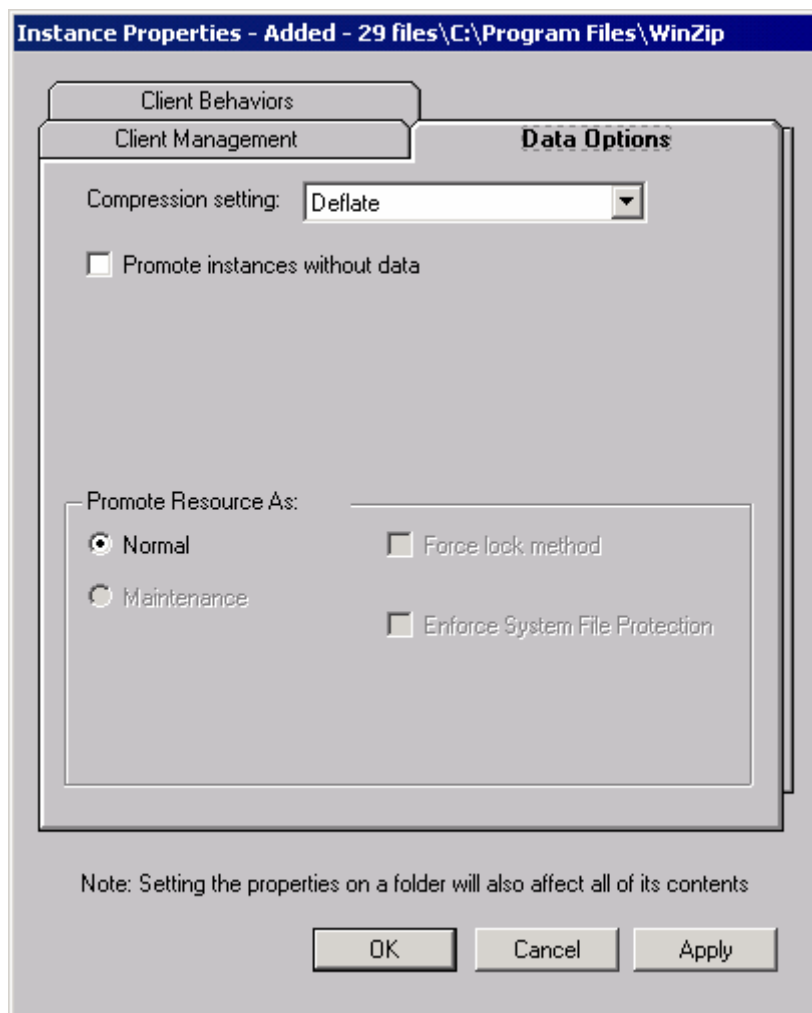 Instance Properties - Added - 29 files\C:\Program Files\WinZip
Client Behaviors
Client Management
Data Options
Compression setting:
Deflate
Promote instances without data
Promote Resource As:
Normal
Force lock method
Maintenance
Enforce System File Protection
Note: Setting the properties on a folder will also affect all of its contents
OK
Cancel
Apply